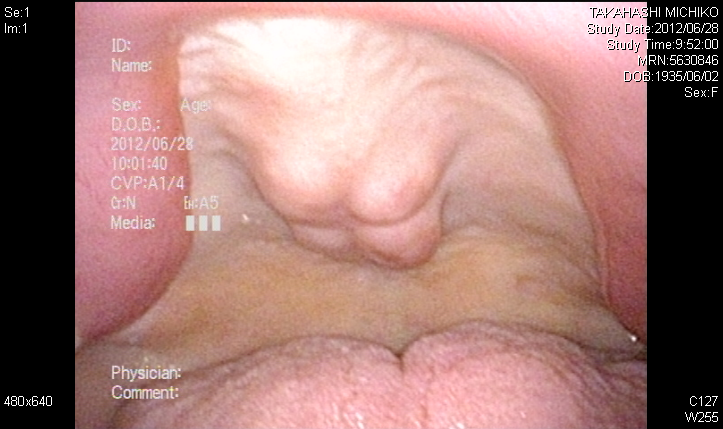 Se:1
Im:1
TAKAHASHI MICHIKO
Study Date:2012/06/28
Study Time:9:52:00
MRN:5630846
DOB:1935/06/02
Sex:F
ID:
Name:
Sex: Age:
D.O.B.:
2012/06/28
10:01:40
CVP:A1/4
Cr:N Eh:A5
Media:
Physician:
Comment:
480x640
C127
W255